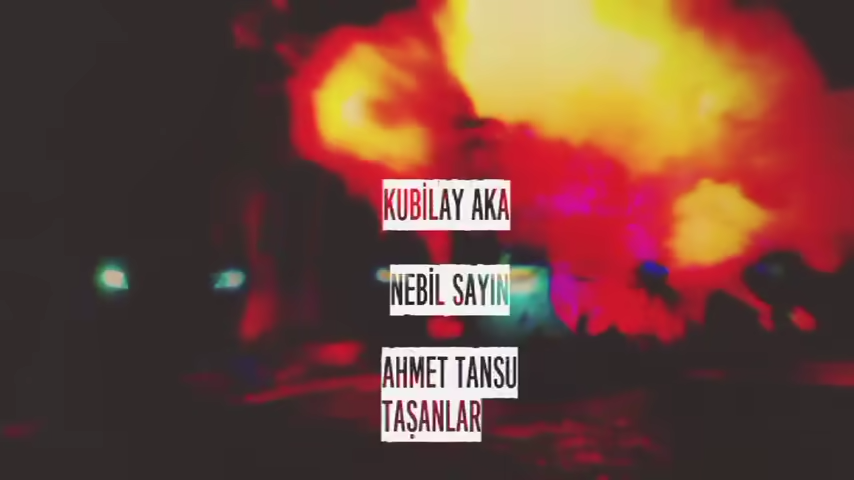 KUBİLAY AKA
NEBİL SAYIN
AHMET TANSU
TAŞANLAR